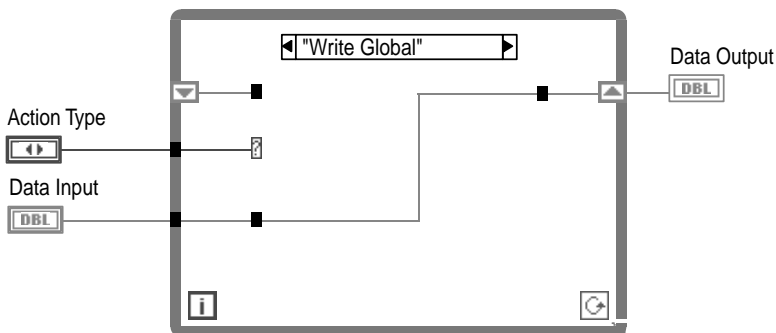 "Write Global"
Data Output
DBL
Action Type
?
Data Input
DBL
i